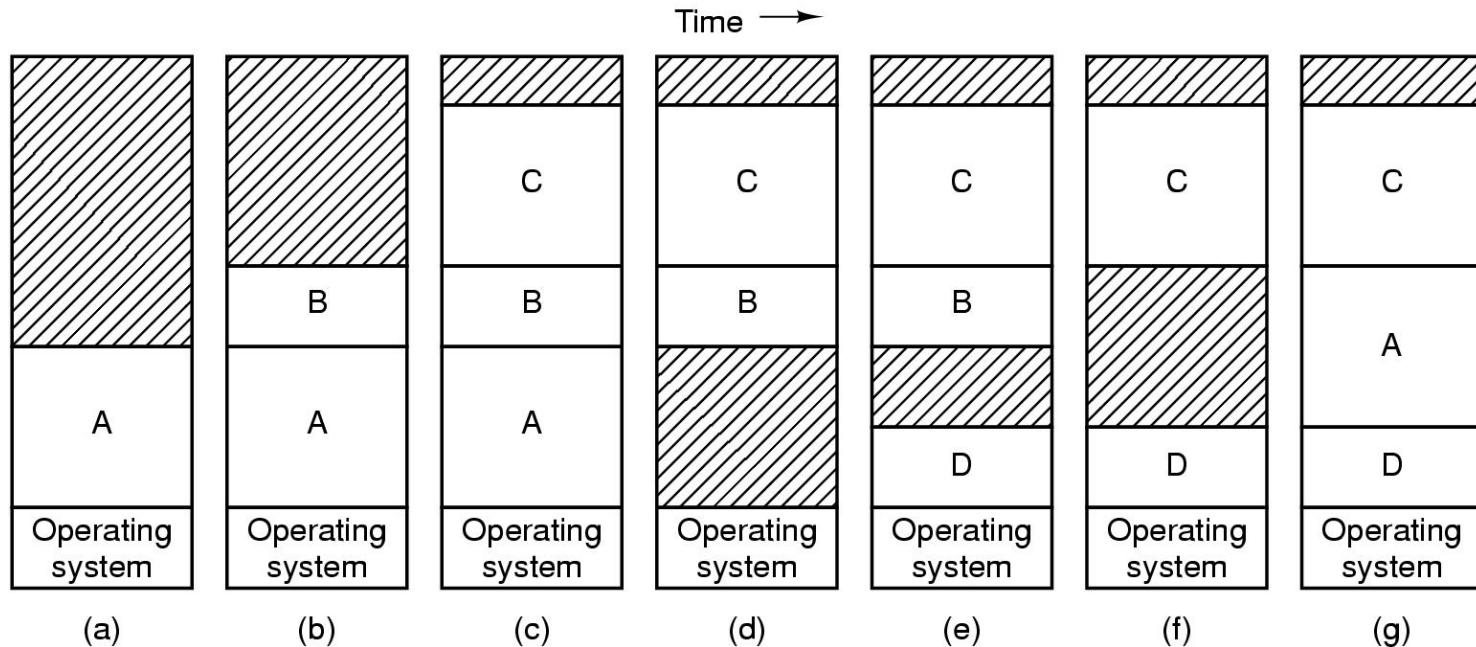 Time
C
C
C
C
C
B
B
B
B
A
A
A
A
D
D
D
Operating
system
Operating
system
Operating
system
Operating
system
Operating
system
Operating
system
Operating
system
(a)
(b)
(c)
(d)
(e)
(f)
(g)